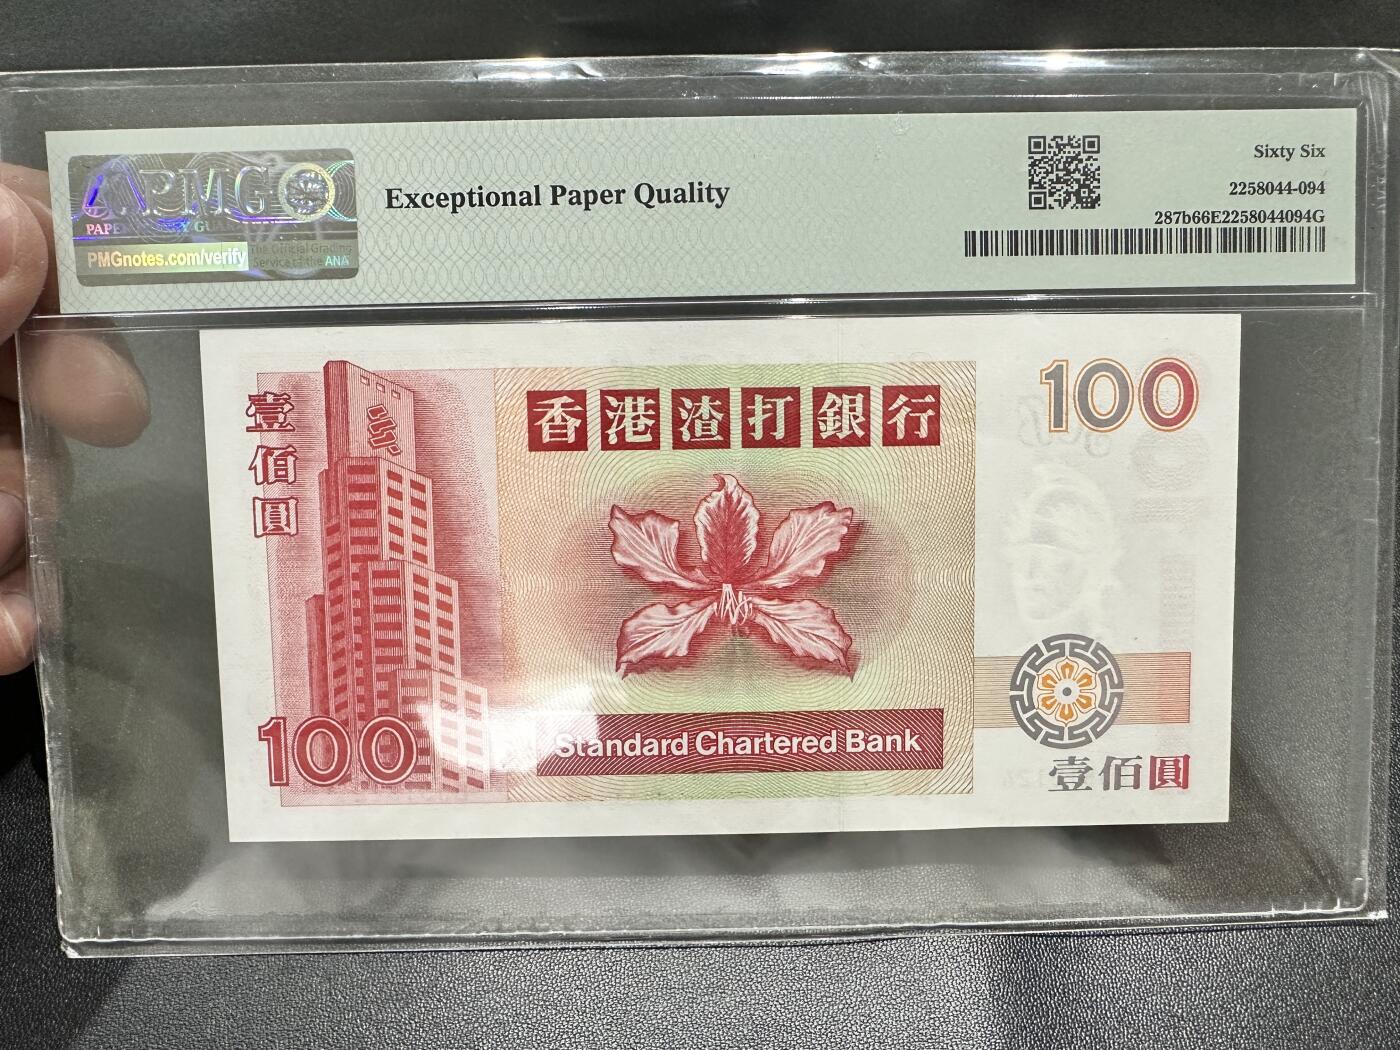 PMG
PMGnotes.com/verify
The Official Grading
Service of the ANA
Exceptional Paper Quality
Sixty Six
2258044-094
287b66E2258044094G
壹佰圓
香港渣打銀行
100
100
Standard Chartered Bank
壹佰圓